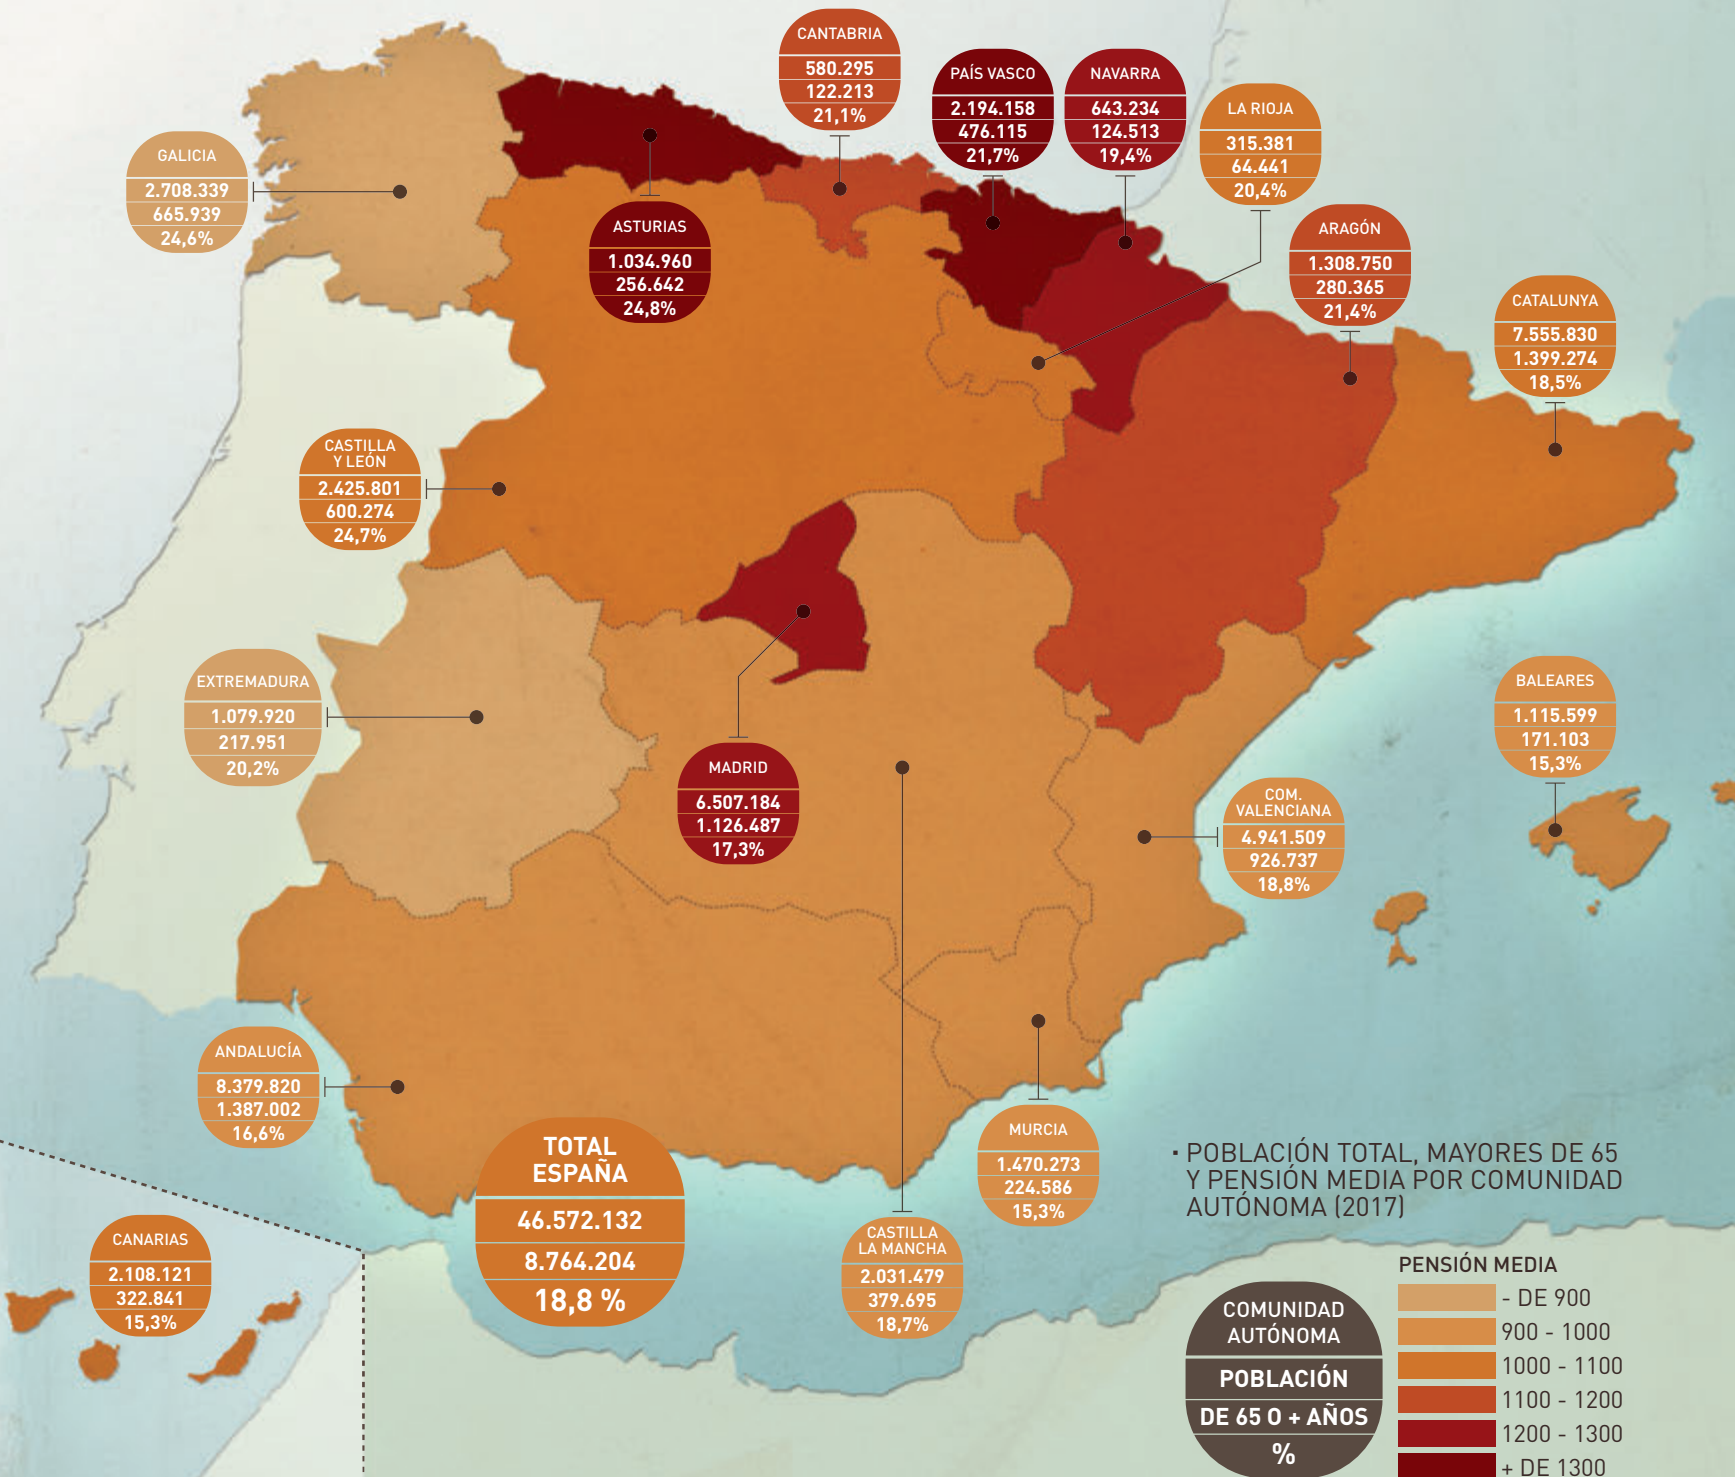 CANTABRIA
580.295
122.213
21,1%
PAÍS VASCO
2.194.158
476.115
21,7%
NAVARRA
643.234
124.513
19,4%
LA RIOJA
315.381
64.441
20,4%
GALICIA
2.708.339
665.939
24,6%
ASTURIAS
1.034.960
256.642
24,8%
ARAGÓN
1.308.750
280.365
21,4%
CATALUNYA
7.555.830
1.399.274
18,5%
CASTILLA
Y LEÓN
2.425.801
600.274
24,7%
EXTREMADURA
1.079.920
217.951
20,2%
MADRID
6.507.184
1.126.487
17,3%
BALEARES
1.115.599
171.103
15,3%
COM.
VALENCIANA
4.941.509
926.737
18,8%
ANDALUCÍA
8.379.820
1.387.002
16,6%
MURCIA
1.470.273
224.586
15,3%
TOTAL
ESPAÑA
46.572.132
8.764.204
18,8 %
CASTILLA
LA MANCHA
2.031.479
379.695
18,7%
CANARIAS
2.108.121
322.841
15,3%
· POBLACIÓN TOTAL, MAYORES DE 65
Y PENSIÓN MEDIA POR COMUNIDAD
AUTÓNOMA (2017)
COMUNIDAD
AUTÓNOMA
POBLACIÓN
DE 65 O + AÑOS
%
PENSIÓN MEDIA
- DE 900
900 - 1000
1000 - 1100
1100 - 1200
1200 - 1300
+ DE 1300